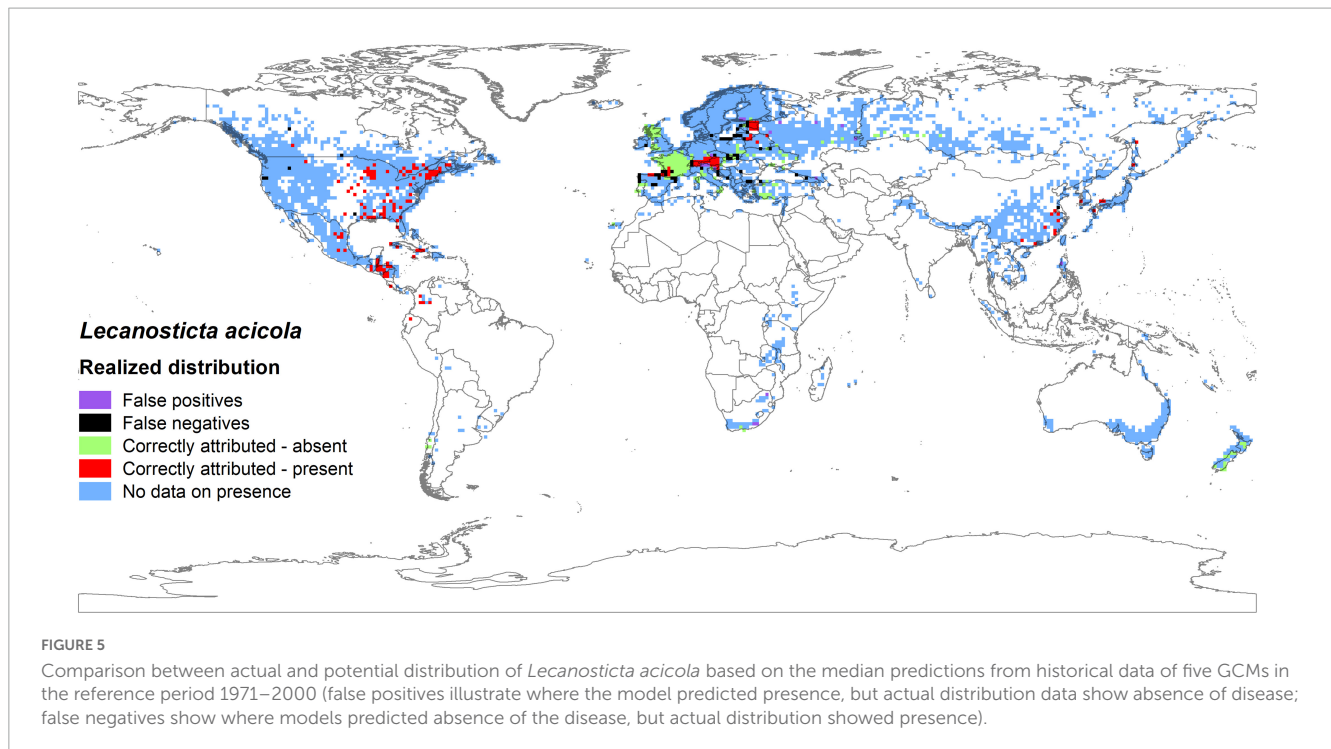 Lecanosticta acicola
Realized distribution
False positives
False negatives
Correctly attributed - absent
Correctly attributed - present
No data on presence
FIGURE 5
Comparison between actual and potential distribution of Lecanosticta acicola based on the median predictions from historical data of five GCMs in
the reference period 1971–2000 (false positives illustrate where the model predicted presence, but actual distribution data show absence of disease;
false negatives show where models predicted absence of the disease, but actual distribution showed presence).